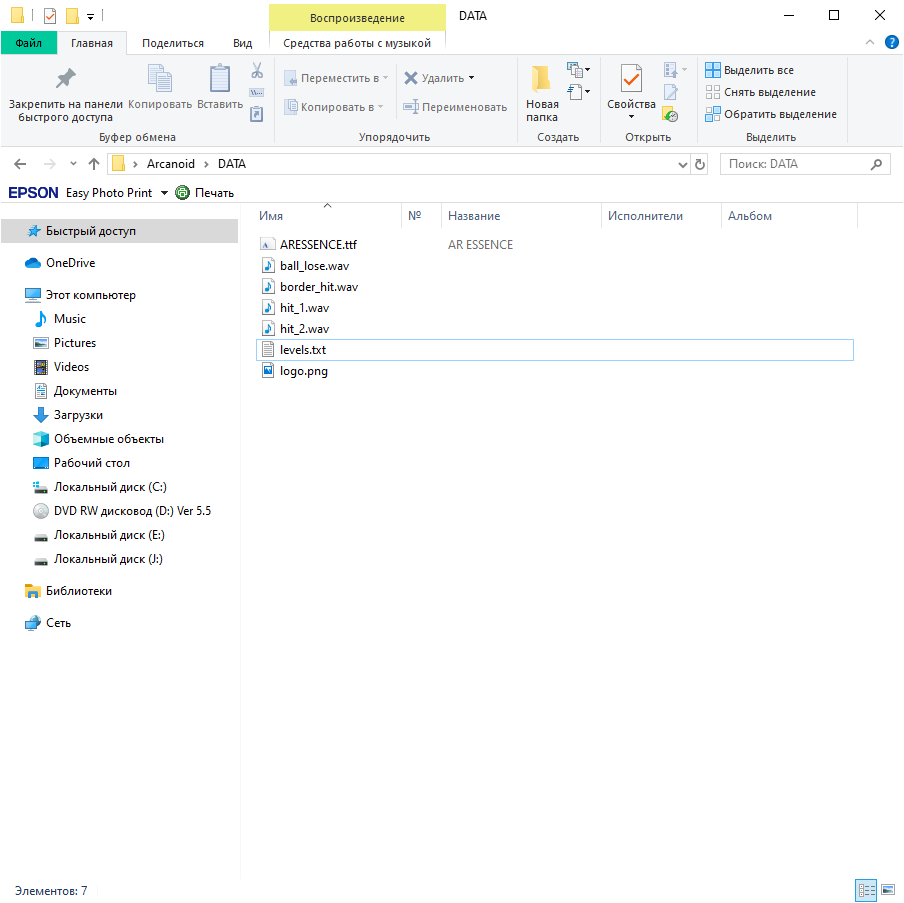 Воспроизведение
DATA
Файл
Главная
Поделиться
Вид
Средства работы с музыкой
Закрепить на панели
быстрого доступа
Копировать
Вставить
Переместить в
Копировать в
Удалить
Переименовать
Новая
папка
Свойства
Выделить все
Снять выделение
Обратить выделение
Буфер обмена
Упорядочить
Создать
Открыть
Выделить
Arcanoid
DATA
Поиск: DATA
EPSON Easy Photo Print
Печать
Имя
№
Название
Исполнители
Альбом
Быстрый доступ
OneDrive
Этот компьютер
Music
Pictures
Videos
Документы
Загрузки
Объемные объекты
Рабочий стол
Локальный диск (C:)
DVD RW дисковод (D:) Ver 5.5
Локальный диск (E:)
Локальный диск (J:)
Библиотеки
Сеть
ARESSENCE.ttf AR ESSENCE
ball_lose.wav
border_hit.wav
hit_1.wav
hit_2.wav
levels.txt
logo.png
Элементов: 7